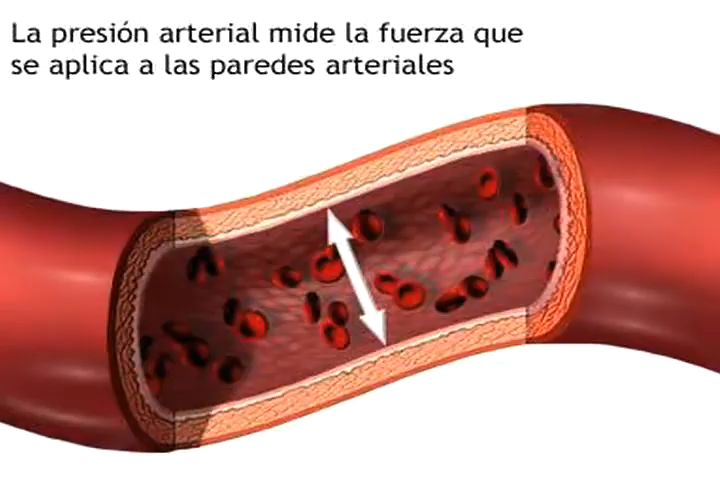 La presión arterial mide la fuerza que
se aplica a las paredes arteriales